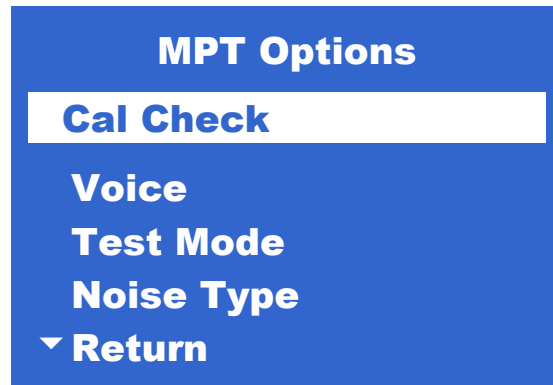 MPT Options
Cal Check
Voice
Test Mode
Noise Type
Return